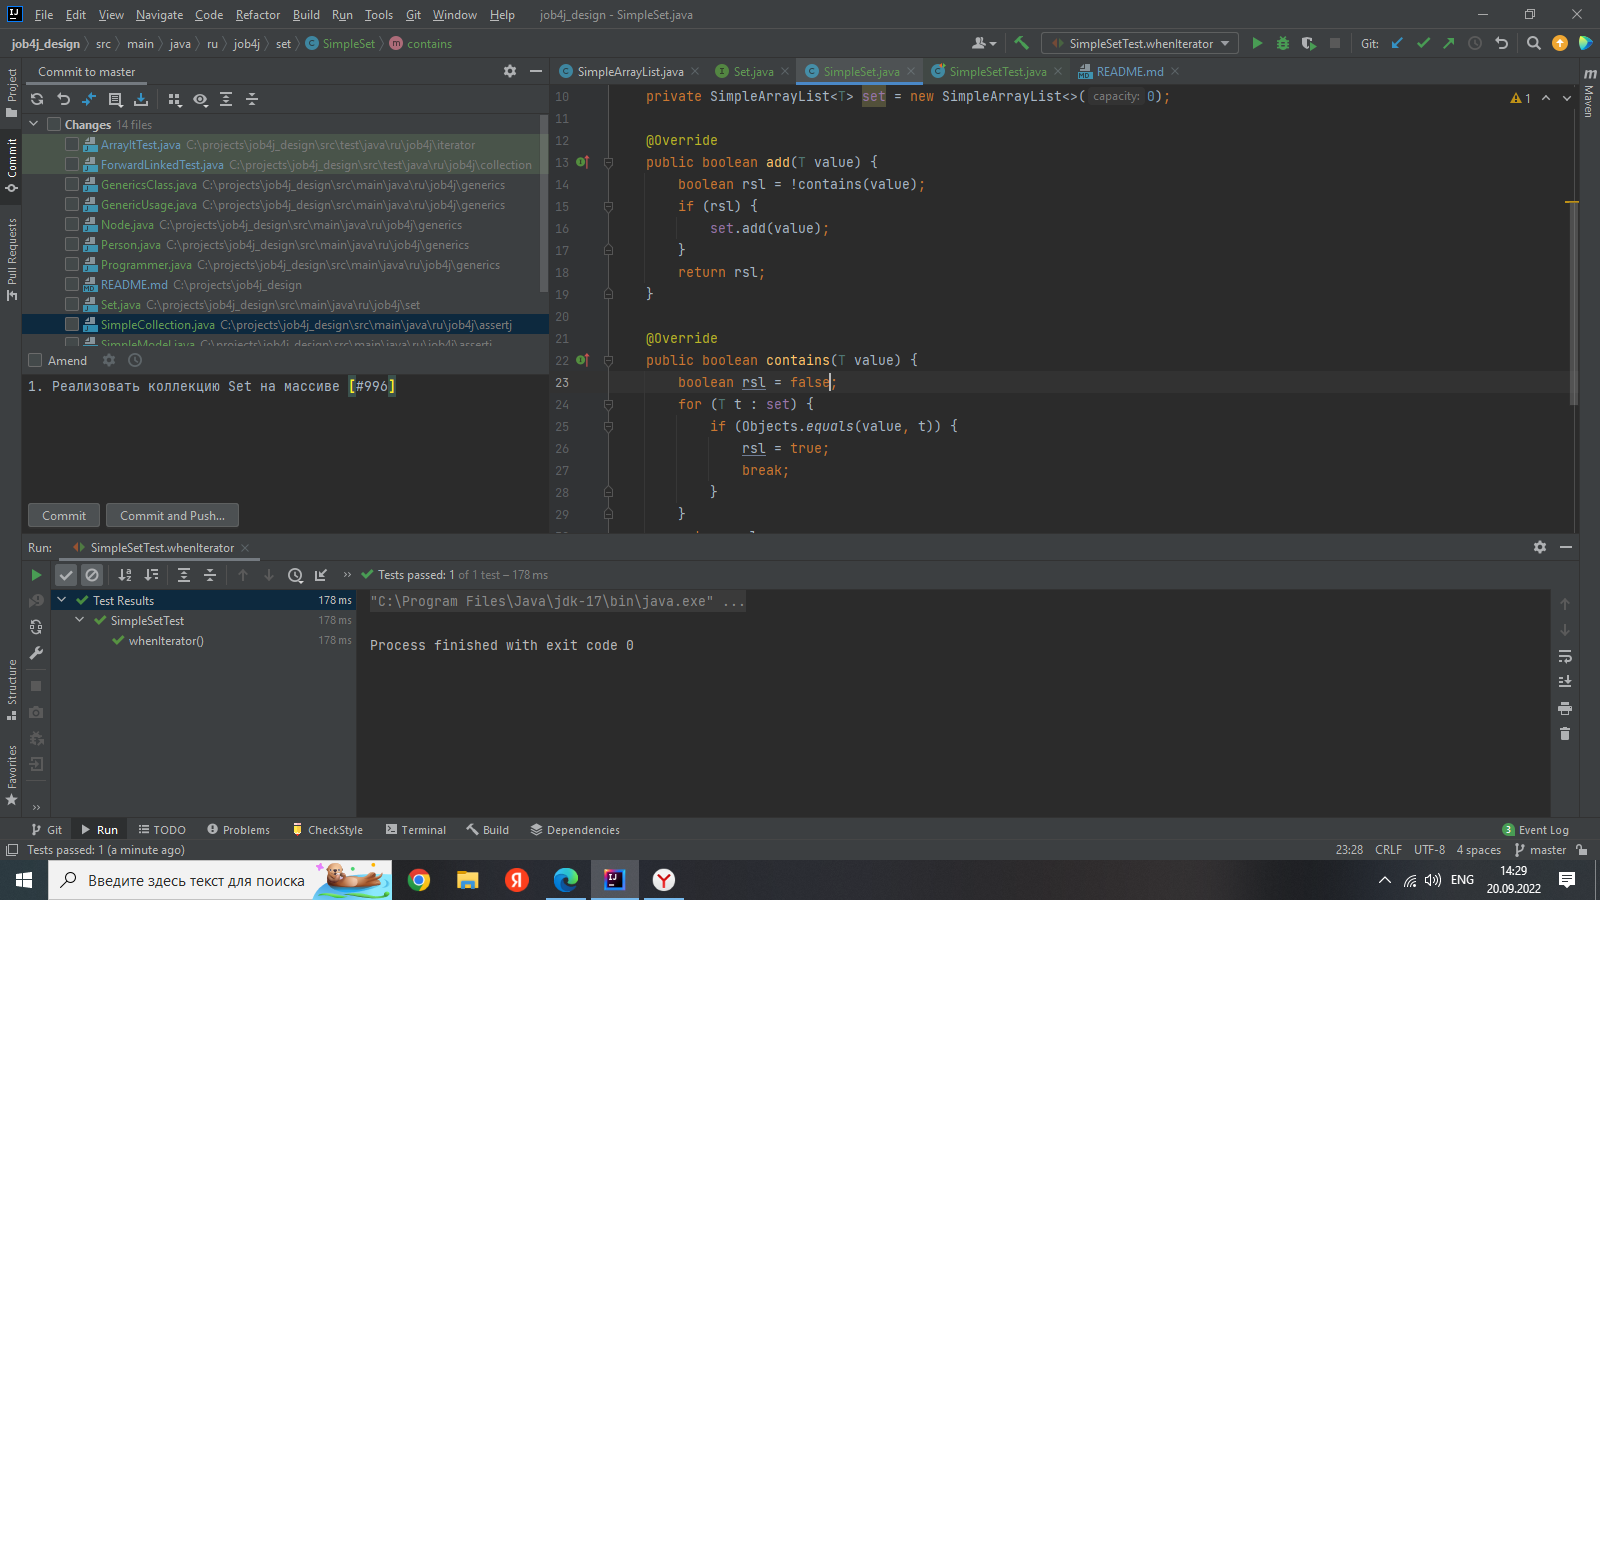 File Edit View Navigate Code Refactor Build Run Tools Git Window Help job4j_design - SimpleSet.java
job4j_design src main java ru job4j set SimpleSet contains
SimpleSetTest.whenIterator Git:
Project
Commit
Pull Requests
Structure
Favorites
Commit to master
Changes 14 files
ArrayItTest.java C:\projects\job4j_design\src\test\java\ru\job4j\iterator
ForwardLinkedTest.java C:\projects\job4j_design\src\test\java\ru\job4j\collection
GenericsClass.java C:\projects\job4j_design\src\main\java\ru\job4j\generics
GenericUsage.java C:\projects\job4j_design\src\main\java\ru\job4j\generics
Node.java C:\projects\job4j_design\src\main\java\ru\job4j\generics
Person.java C:\projects\job4j_design\src\main\java\ru\job4j\generics
Programmer.java C:\projects\job4j_design\src\main\java\ru\job4j\generics
README.md C:\projects\job4j_design
Set.java C:\projects\job4j_design\src\main\java\ru\job4j\set
SimpleCollection.java C:\projects\job4j_design\src\main\java\ru\job4j\assertj
SimpleModel.java C:\projects\job4j_design\src\main\java\ru\job4j\assertj
Amend
1. Реализовать коллекцию Set на массиве [#996]
Commit Commit and Push...
SimpleArrayList.java Set.java SimpleSet.java SimpleSetTest.java README.md
Maven
1
10 private SimpleArrayList<T> set = new SimpleArrayList<>( capacity: 0);
11
12 @Override
13 public boolean add(T value) {
14 boolean rsl = !contains(value);
15 if (rsl) {
16 set.add(value);
17 }
18 return rsl;
19 }
20
21 @Override
22 public boolean contains(T value) {
23 boolean rsl = false;
24 for (T t : set) {
25 if (Objects.equals(value, t)) {
26 rsl = true;
27 break;
28 }
29 }
Run: SimpleSetTest.whenIterator
Tests passed: 1 of 1 test – 178 ms
Test Results 178 ms
SimpleSetTest 178 ms
whenIterator() 178 ms
"C:\Program Files\Java\jdk-17\bin\java.exe" ...
Process finished with exit code 0
Git Run TODO Problems CheckStyle Terminal Build Dependencies 3 Event Log
Tests passed: 1 (a minute ago) 23:28 CRLF UTF-8 4 spaces master
Введите здесь текст для поиска
ENG 14:29
20.09.2022